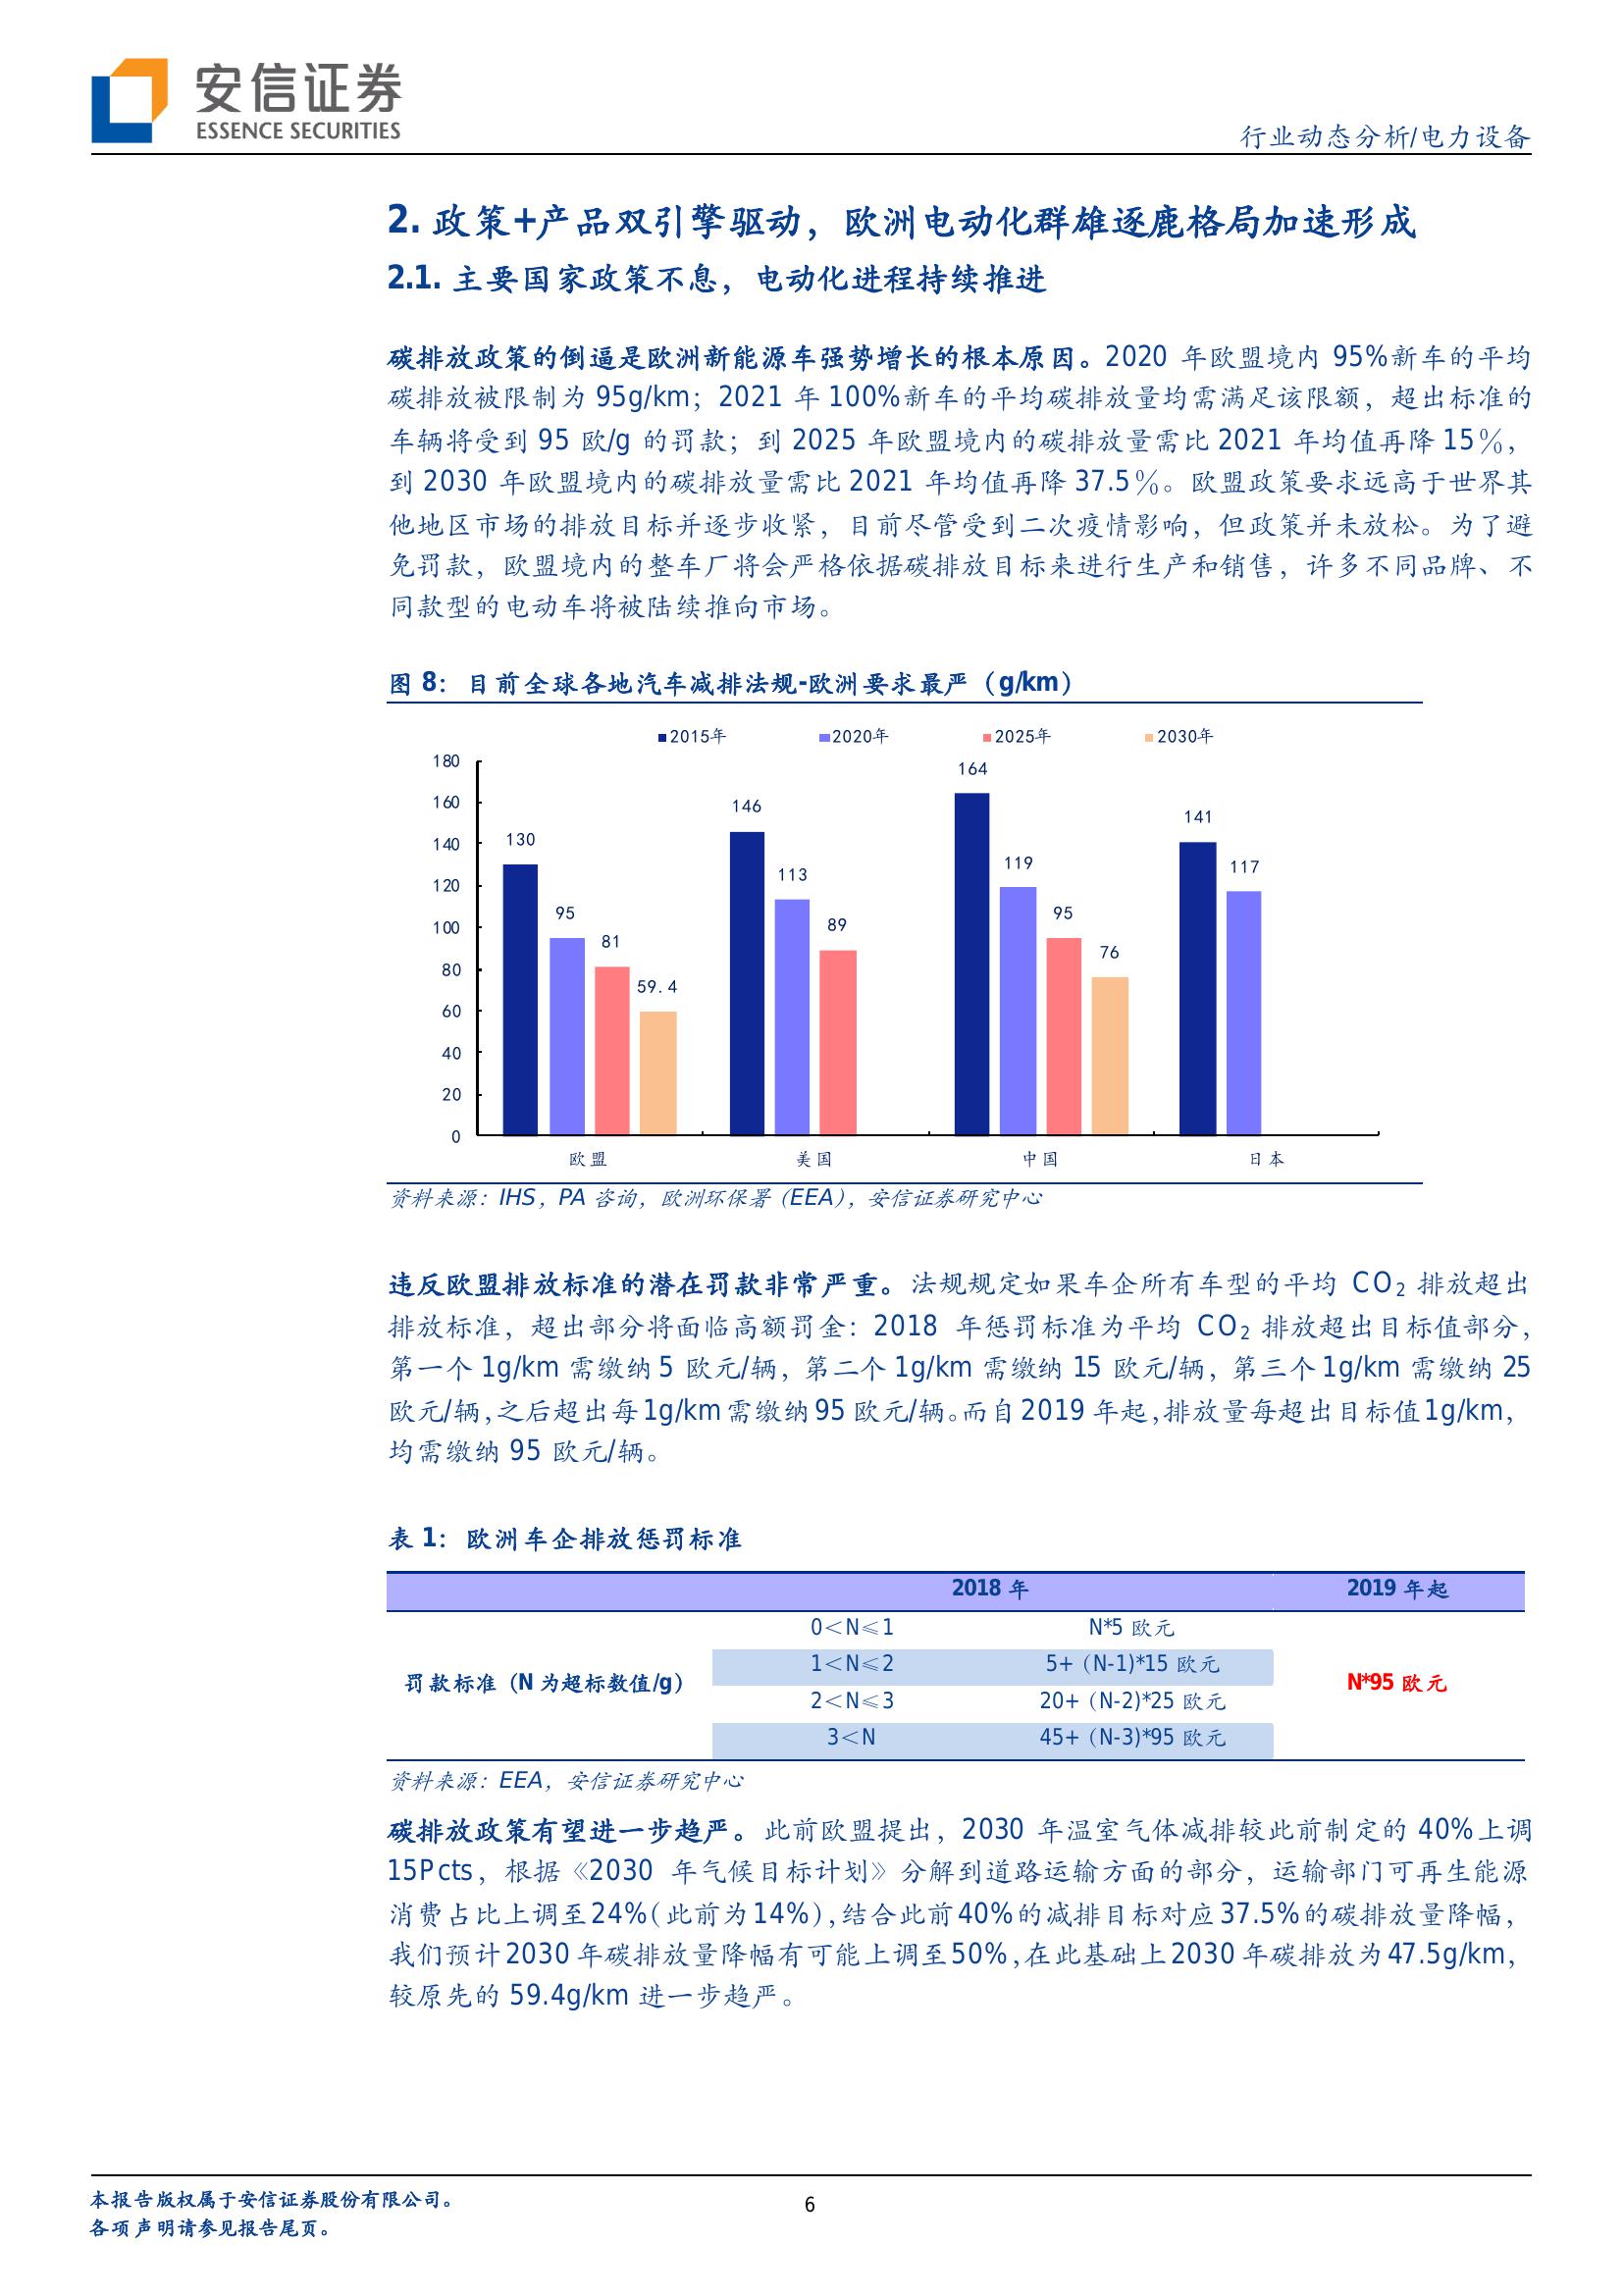 安信证券
ESSENCE SECURITIES
行业动态分析/电力设备
2. 政策+产品双引擎驱动，欧洲电动化群雄逐鹿格局加速形成
2.1. 主要国家政策不息，电动化进程持续推进
碳排放政策的倒逼是欧洲新能源车强势增长的根本原因。2020 年欧盟境内 95%新车的平均
碳排放被限制为 95g/km；2021 年 100%新车的平均碳排放量均需满足该限额，超出标准的
车辆将受到 95 欧/g 的罚款；到 2025 年欧盟境内的碳排放量需比 2021 年均值再降 15％，
到 2030 年欧盟境内的碳排放量需比 2021 年均值再降 37.5％。欧盟政策要求远高于世界其
他地区市场的排放目标并逐步收紧，目前尽管受到二次疫情影响，但政策并未放松。为了避
免罚款，欧盟境内的整车厂将会严格依据碳排放目标来进行生产和销售，许多不同品牌、不
同款型的电动车将被陆续推向市场。
图 8：目前全球各地汽车减排法规-欧洲要求最严（g/km）
2015年 2020年 2025年 2030年
180
160
140
120
100
80
60
40
20
0
130 95 81 59.4
146 113 89
164 119 95 76
141 117
欧盟 美国 中国 日本
资料来源：IHS，PA 咨询，欧洲环保署（EEA），安信证券研究中心
违反欧盟排放标准的潜在罚款非常严重。法规规定如果车企所有车型的平均 CO₂ 排放超出
排放标准，超出部分将面临高额罚金：2018 年惩罚标准为平均 CO₂ 排放超出目标值部分，
第一个 1g/km 需缴纳 5 欧元/辆，第二个 1g/km 需缴纳 15 欧元/辆，第三个 1g/km 需缴纳 25
欧元/辆，之后超出每 1g/km 需缴纳 95 欧元/辆。而自 2019 年起，排放量每超出目标值 1g/km，
均需缴纳 95 欧元/辆。
表 1：欧洲车企排放惩罚标准
2018 年 2019 年起
0＜N≤1 N*5 欧元
1＜N≤2 5+（N-1)*15 欧元
罚款标准（N 为超标数值/g） N*95 欧元
2＜N≤3 20+（N-2)*25 欧元
3＜N 45+（N-3)*95 欧元
资料来源：EEA，安信证券研究中心
碳排放政策有望进一步趋严。此前欧盟提出，2030 年温室气体减排较此前制定的 40%上调
15Pcts，根据《2030 年气候目标计划》分解到道路运输方面的部分，运输部门可再生能源
消费占比上调至 24%（此前为 14%），结合此前 40%的减排目标对应 37.5%的碳排放量降幅，
我们预计 2030 年碳排放量降幅有可能上调至 50%，在此基础上 2030 年碳排放为 47.5g/km，
较原先的 59.4g/km 进一步趋严。
本报告版权属于安信证券股份有限公司。
各项声明请参见报告尾页。
6